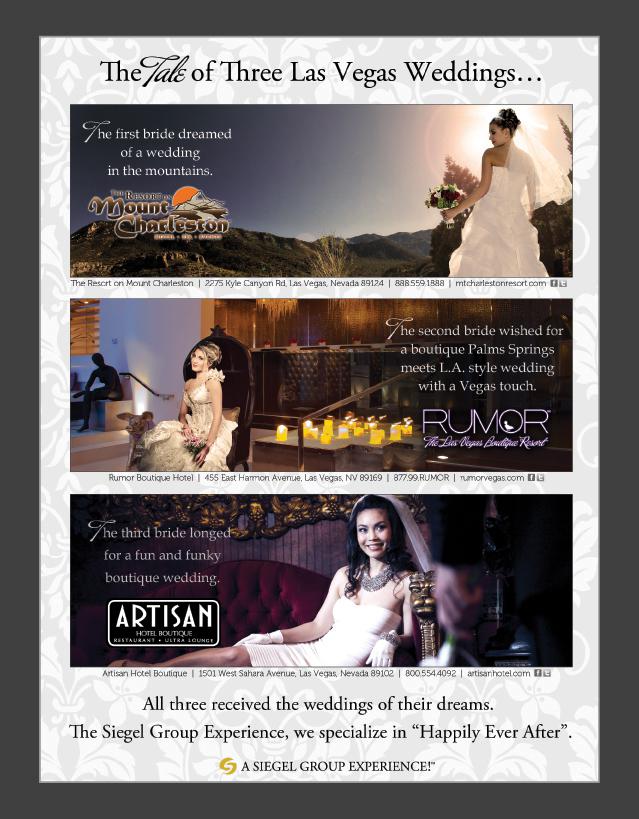 The Tale of Three Las Vegas Weddings...
The first bride dreamed
of a wedding
in the mountains.
THE RESORT ON
Mount
Charleston
HOTEL • SPA • EVENTS
The Resort on Mount Charleston | 2275 Kyle Canyon Rd, Las Vegas, Nevada 89124 | 888.559.1888 | mtcharlestonresort.com f t
The second bride wished for
a boutique Palms Springs
meets L.A. style wedding
with a Vegas touch.
RUMOR
The Las Vegas Boutique Resort
Rumor Boutique Hotel | 455 East Harmon Avenue, Las Vegas, NV 89169 | 877.99.RUMOR | rumorvegas.com f t
The third bride longed
for a fun and funky
boutique wedding.
ARTISAN
HOTEL BOUTIQUE
RESTAURANT • ULTRA LOUNGE
Artisan Hotel Boutique | 1501 West Sahara Avenue, Las Vegas, Nevada 89102 | 800.554.4092 | artisanhotel.com f t
All three received the weddings of their dreams.
The Siegel Group Experience, we specialize in “Happily Ever After”.
S A SIEGEL GROUP EXPERIENCE!™